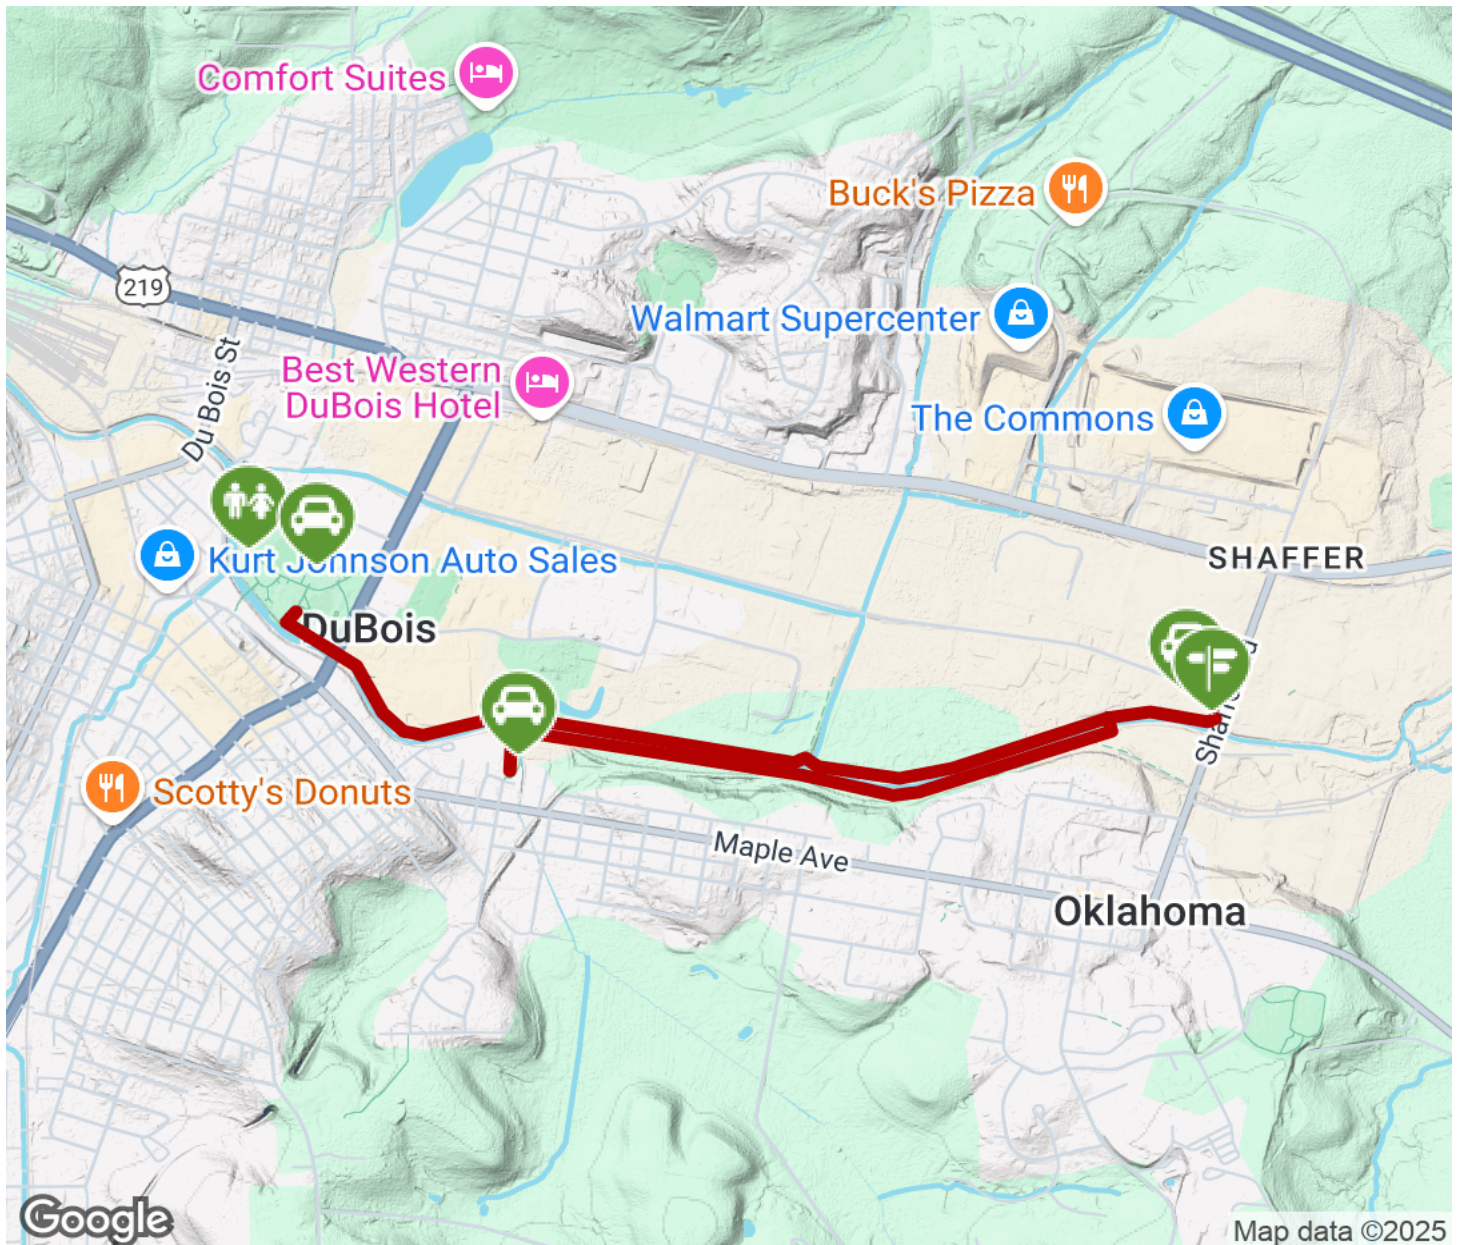 Comfort Suites
Buck's Pizza
219
Walmart Supercenter
Du Bois St
Best Western
DuBois Hotel
The Commons
Kurt Johnson Auto Sales
SHAFFER
DuBois
Scotty's Donuts
Maple Ave
Oklahoma
Google
Map data ©2025